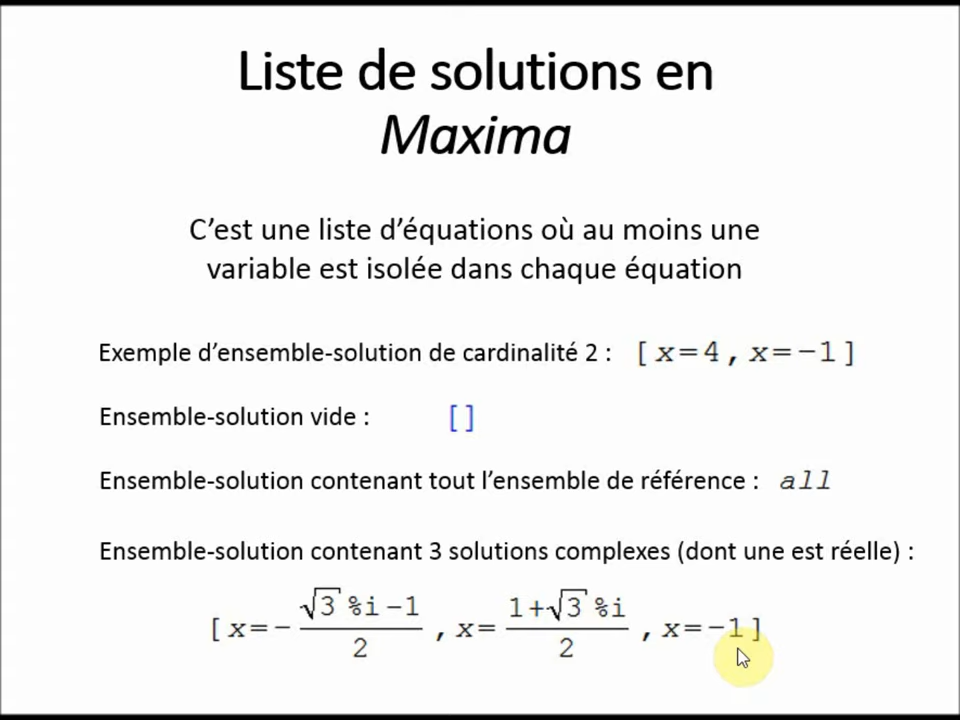 Liste de solutions en
Maxima
C’est une liste d’équations où au moins une
variable est isolée dans chaque équation
Exemple d’ensemble-solution de cardinalité 2 : [x=4,x=−1]
Ensemble-solution vide : []
Ensemble-solution contenant tout l’ensemble de référence : all
Ensemble-solution contenant 3 solutions complexes (dont une est réelle) :
[x=−(√3 %i−1)/2,x=(1+√3 %i)/2,x=−1]